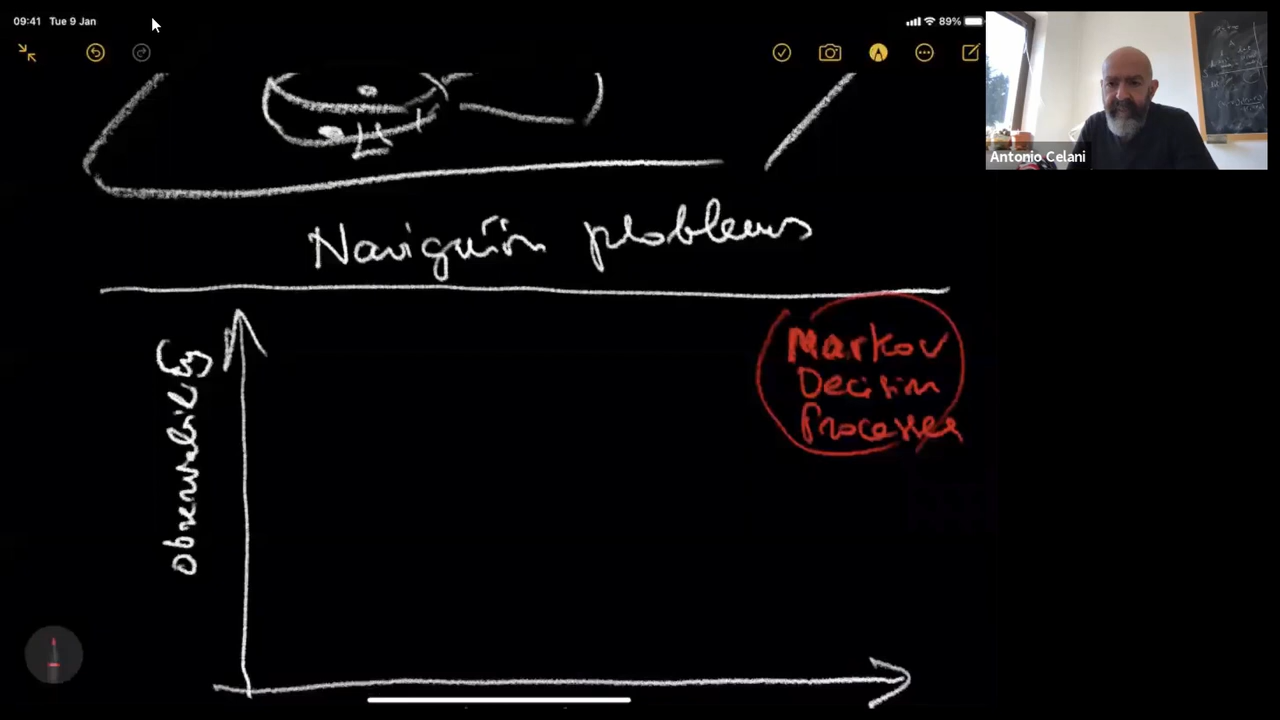 09:41 Tue 9 Jan
89%
Antonio Celani
Navigation problems
Markov
Decision
Processes
observability